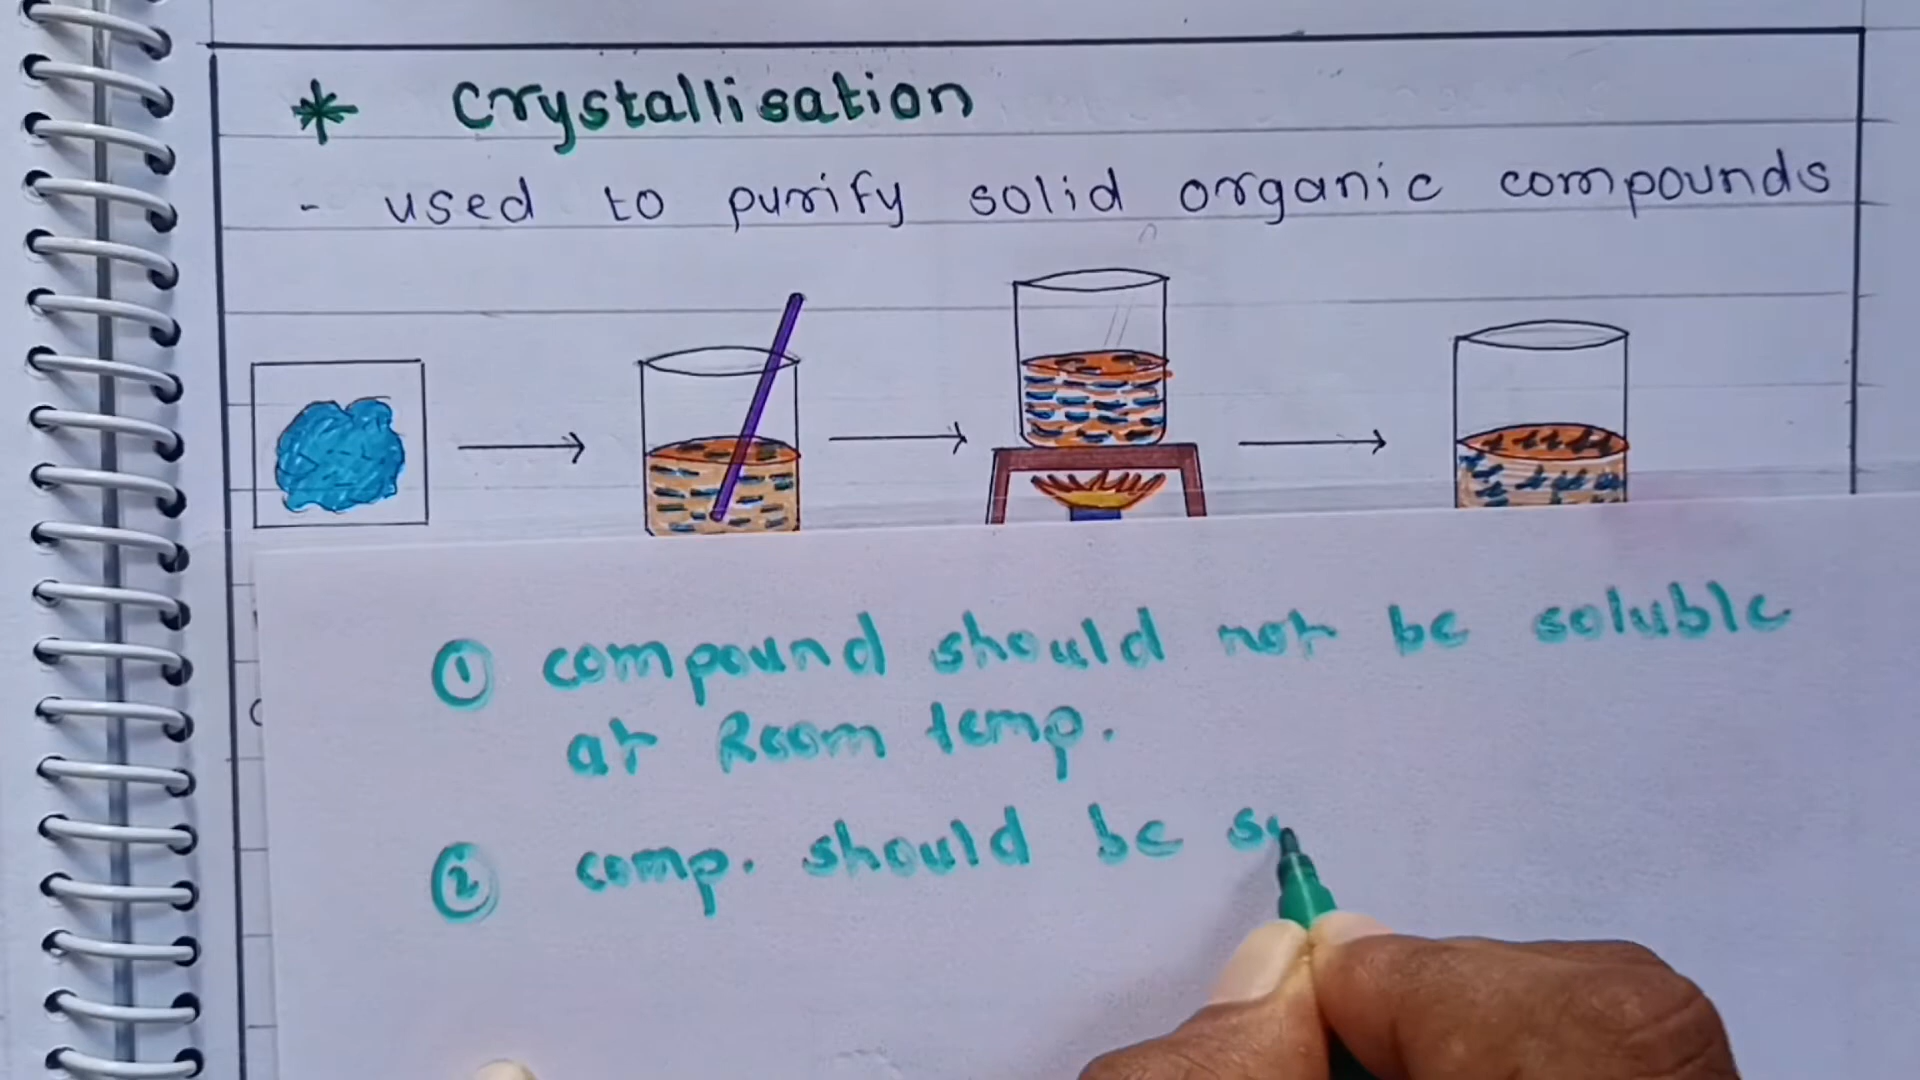 * Crystallisation
- used to purify solid organic compounds
① compound should not be soluble
at Room temp.
② comp. should be